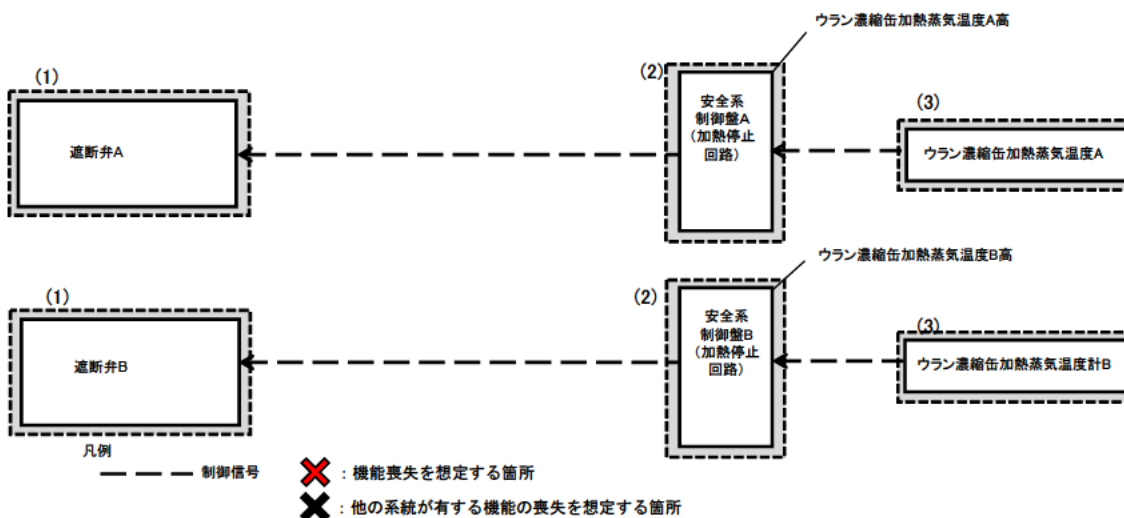 ウラン濃縮缶加熱蒸気温度A高
(1)
(2)
(3)
遮断弁A
安全系
制御盤A
(加熱停止
回路)
ウラン濃縮缶加熱蒸気温度A
ウラン濃縮缶加熱蒸気温度B高
(1)
(2)
(3)
遮断弁B
安全系
制御盤B
(加熱停止
回路)
ウラン濃縮缶加熱蒸気温度計B
凡例
制御信号
:機能喪失を想定する箇所
:他の系統が有する機能の喪失を想定する箇所